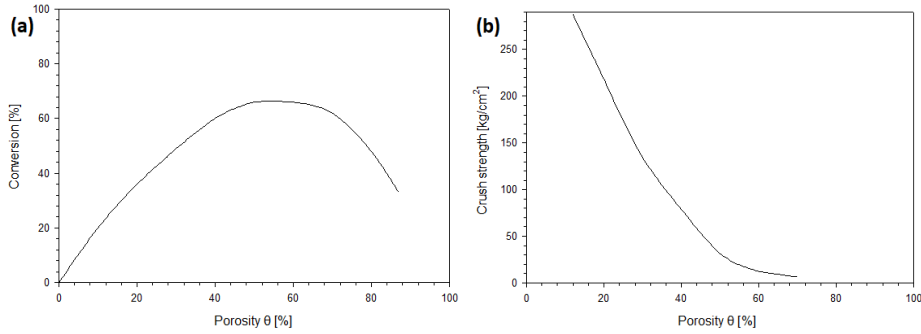 (a)
100
80
60
40
20
0
Conversion [%]
0 20 40 60 80 100
Porosity θ [%]
(b)
250
200
150
100
50
0
Crush strength [kg/cm²]
0 20 40 60 80 100
Porosity θ [%]